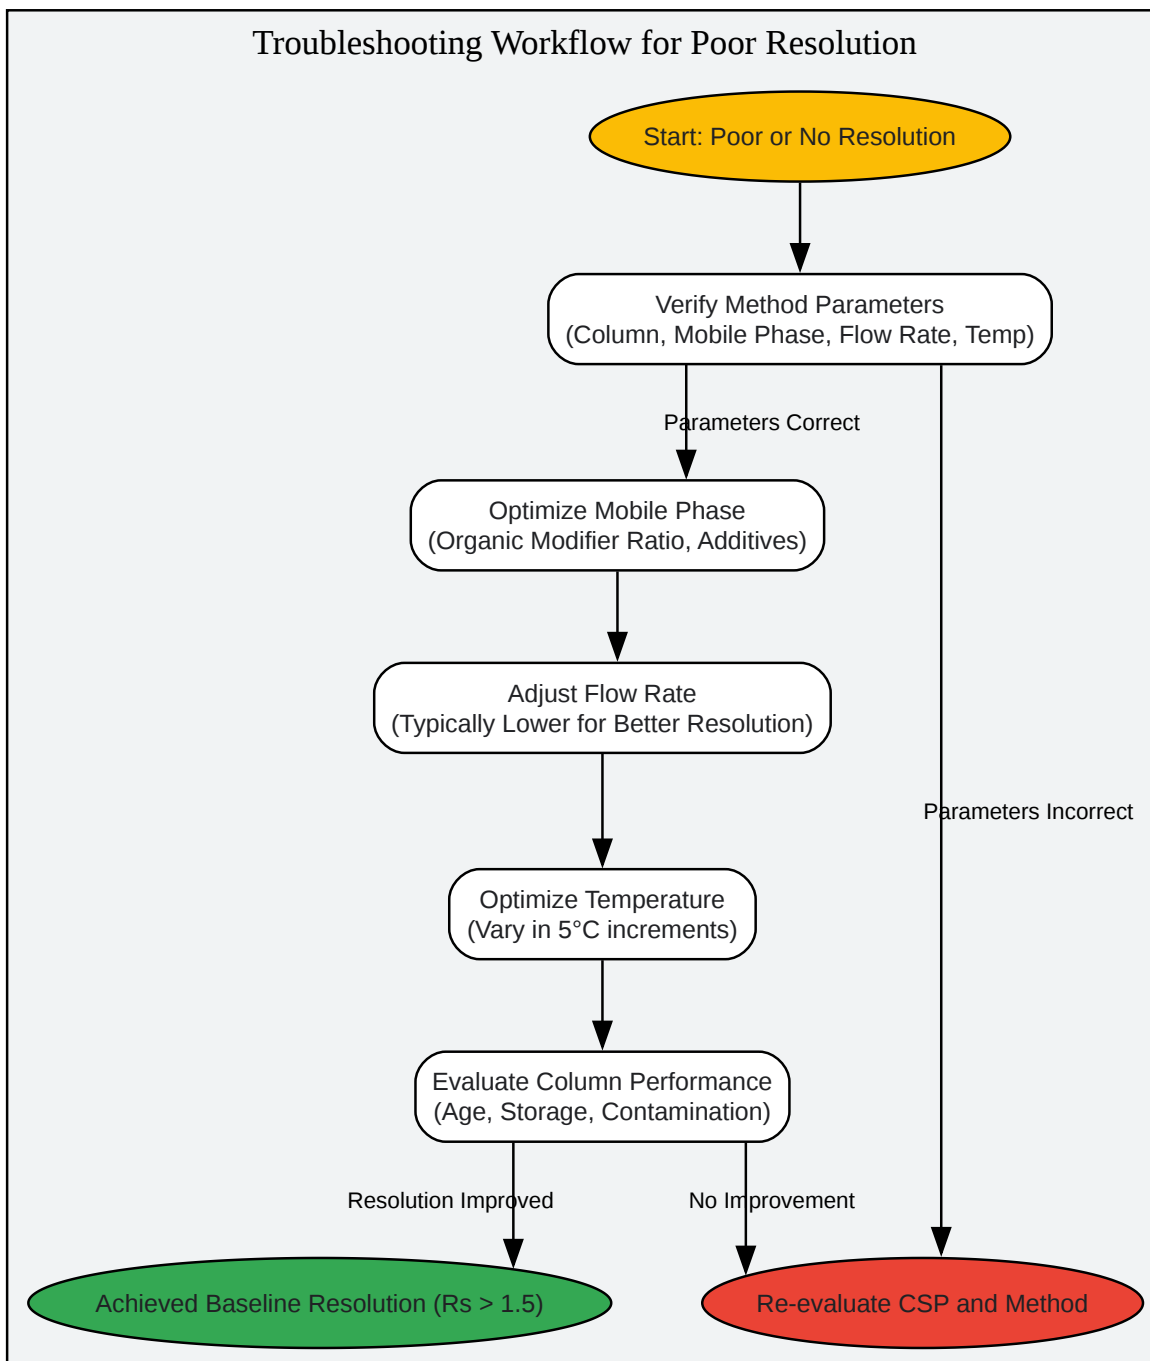 Troubleshooting Workflow for Poor Resolution
Start: Poor or No Resolution
Verify Method Parameters
(Column, Mobile Phase, Flow Rate, Temp)
Parameters Correct
Optimize Mobile Phase
(Organic Modifier Ratio, Additives)
Adjust Flow Rate
(Typically Lower for Better Resolution)
Parameters Incorrect
Optimize Temperature
(Vary in 5°C increments)
Evaluate Column Performance
(Age, Storage, Contamination)
Resolution Improved
No Improvement
Achieved Baseline Resolution (Rs > 1.5)
Re-evaluate CSP and Method